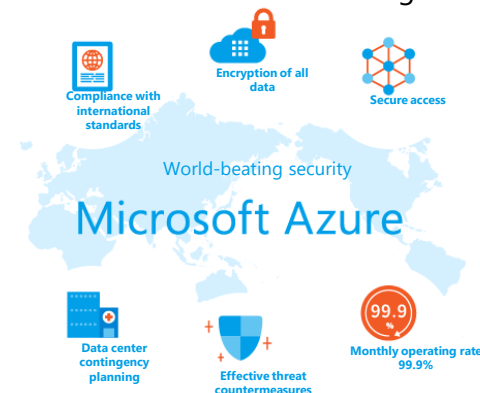 Encryption of all
data
Compliance with
international
standards
Secure access
World-beating security
Microsoft Azure
99.9
%
Data center
contingency
planning
Effective threat
countermeasures
Monthly operating rate
99.9%